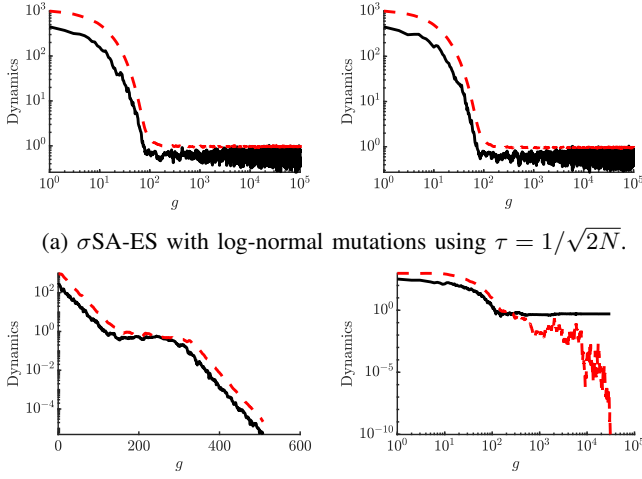 10^3
10^2
10^1
10^0
Dynamics
10^0 10^1 10^2 10^3 10^4 10^5
g
10^3
10^2
10^1
10^0
Dynamics
10^0 10^1 10^2 10^3 10^4 10^5
g
(a) σSA-ES with log-normal mutations using τ = 1/√2N.
10^2
10^0
10^-2
10^-4
Dynamics
0 200 400 600
g
10^0
10^-5
10^-10
Dynamics
10^0 10^1 10^2 10^3 10^4 10^5
g